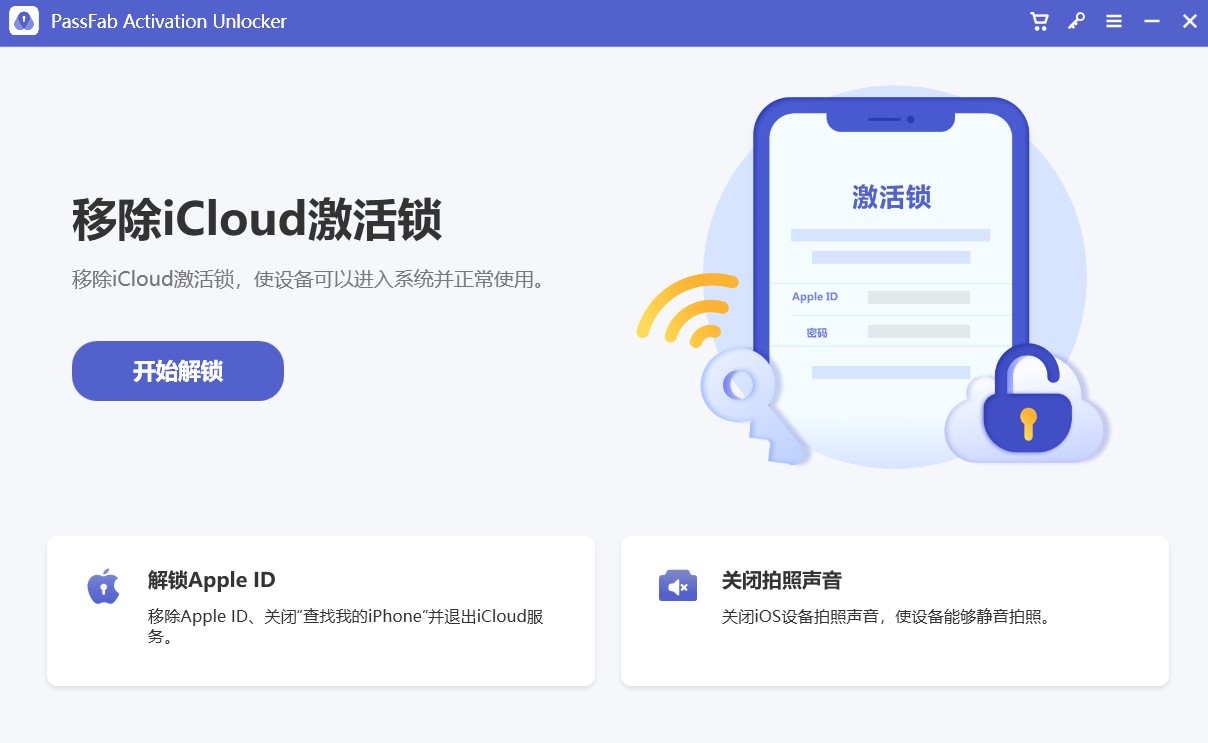 PassFab Activation Unlocker
移除iCloud激活锁
移除iCloud激活锁，使设备可以进入系统并正常使用。
开始解锁
激活锁
Apple ID
密码
解锁Apple ID
移除Apple ID、关闭“查找我的iPhone”并退出iCloud服
务。
关闭拍照声音
关闭iOS设备拍照声音，使设备能够静音拍照。